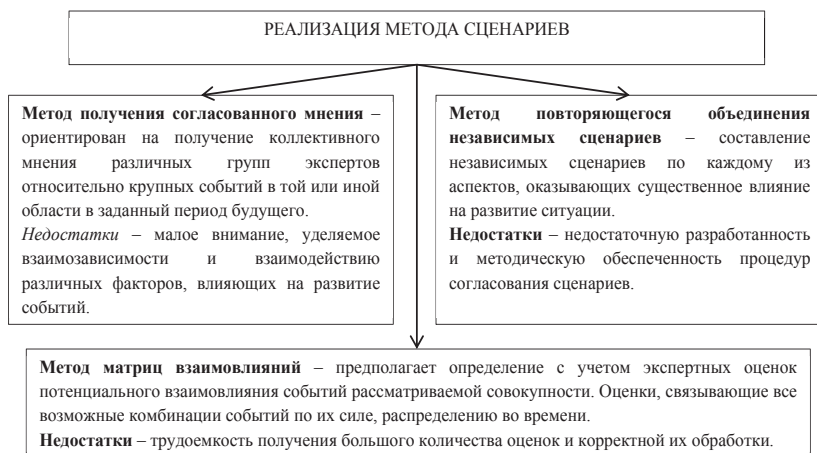 РЕАЛИЗАЦИЯ МЕТОДА СЦЕНАРИЕВ
Метод получения согласованного мнения –
ориентирован на получение коллективного
мнения различных групп экспертов
относительно крупных событий в той или иной
области в заданный период будущего.
Недостатки – малое внимание, уделяемое
взаимозависимости и взаимодействию
различных факторов, влияющих на развитие
событий.
Метод повторяющегося объединения
независимых сценариев – составление
независимых сценариев по каждому из
аспектов, оказывающих существенное влияние
на развитие ситуации.
Недостатки – недостаточную разработанность
и методическую обеспеченность процедур
согласования сценариев.
Метод матриц взаимовлияний – предполагает определение с учетом экспертных оценок
потенциального взаимовлияния событий рассматриваемой совокупности. Оценки, связывающие все
возможные комбинации событий по их силе, распределению во времени.
Недостатки – трудоемкость получения большого количества оценок и корректной их обработки.